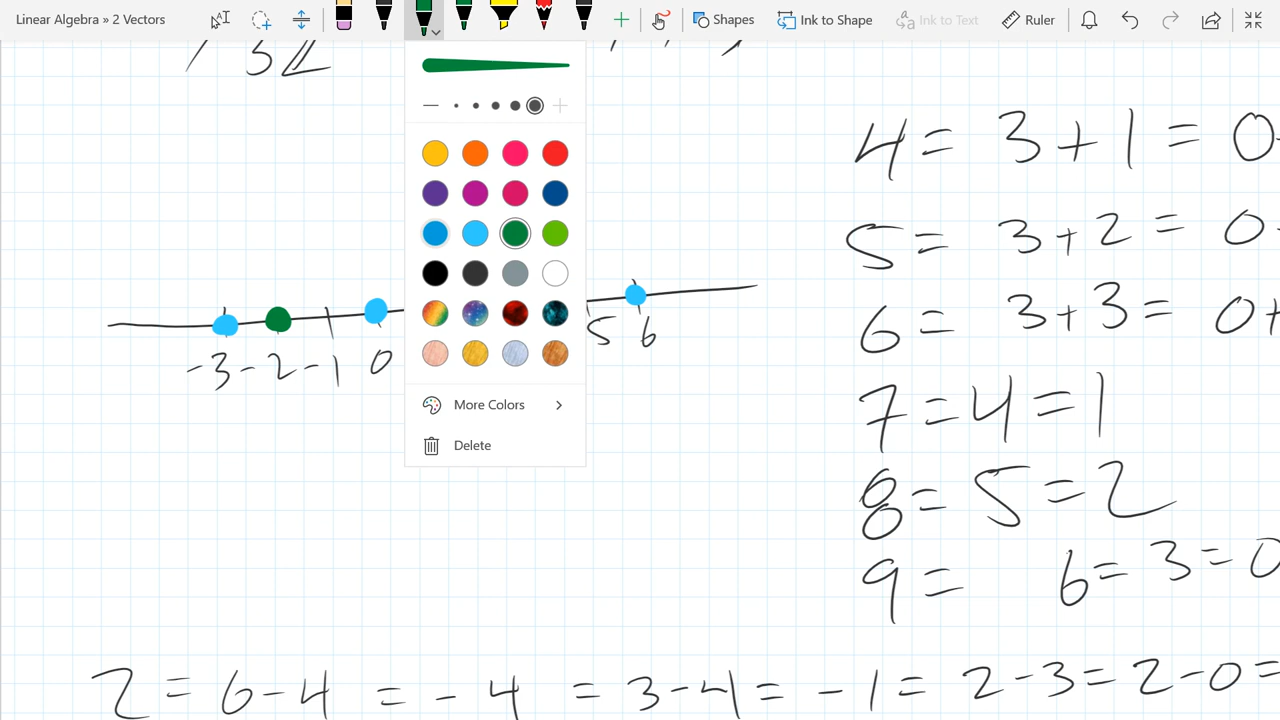 Linear Algebra » 2 Vectors
Shapes
Ink to Shape
Ink to Text
Ruler
4 = 3 + 1 = 0
5 = 3 + 2 = 0
6 = 3 + 3 = 0 +
7 = 4 = 1
8 = 5 = 2
9 = 6 = 3 = 0
-3 -2 -1 0 5 6
More Colors
Delete
2 = 6 - 4 = - 4 = 3 - 4 = - 1 = 2 - 3 = 2 - 0 =